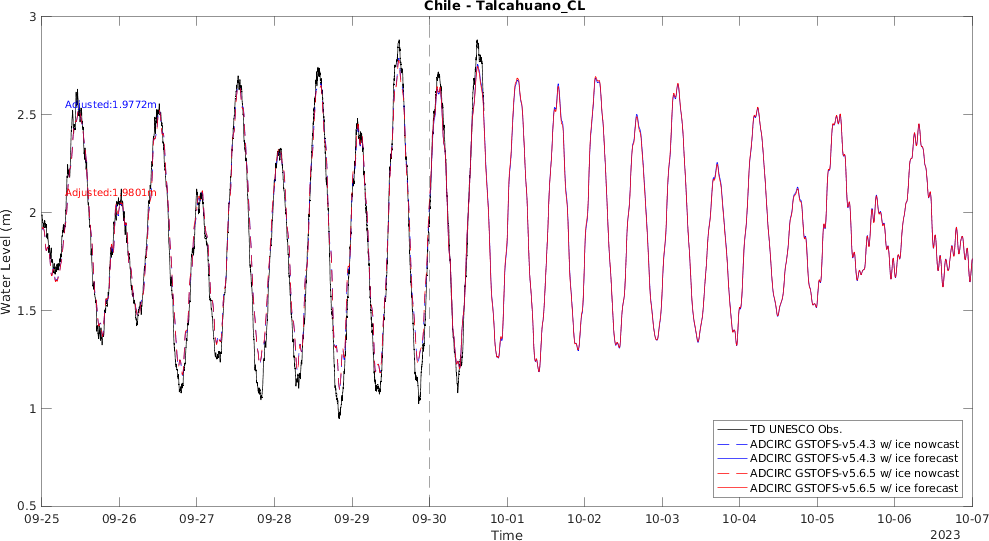 Chile - Talcahuano_CL
3
2.5
2
1.5
1
0.5
Water Level (m)
Adjusted:1.9772m
Adjusted:1.9801m
TD UNESCO Obs.
ADCIRC GSTOFS-v5.4.3 w/ ice nowcast
ADCIRC GSTOFS-v5.4.3 w/ ice forecast
ADCIRC GSTOFS-v5.6.5 w/ ice nowcast
ADCIRC GSTOFS-v5.6.5 w/ ice forecast
09-25 09-26 09-27 09-28 09-29 09-30 10-01 10-02 10-03 10-04 10-05 10-06 10-07
Time
2023